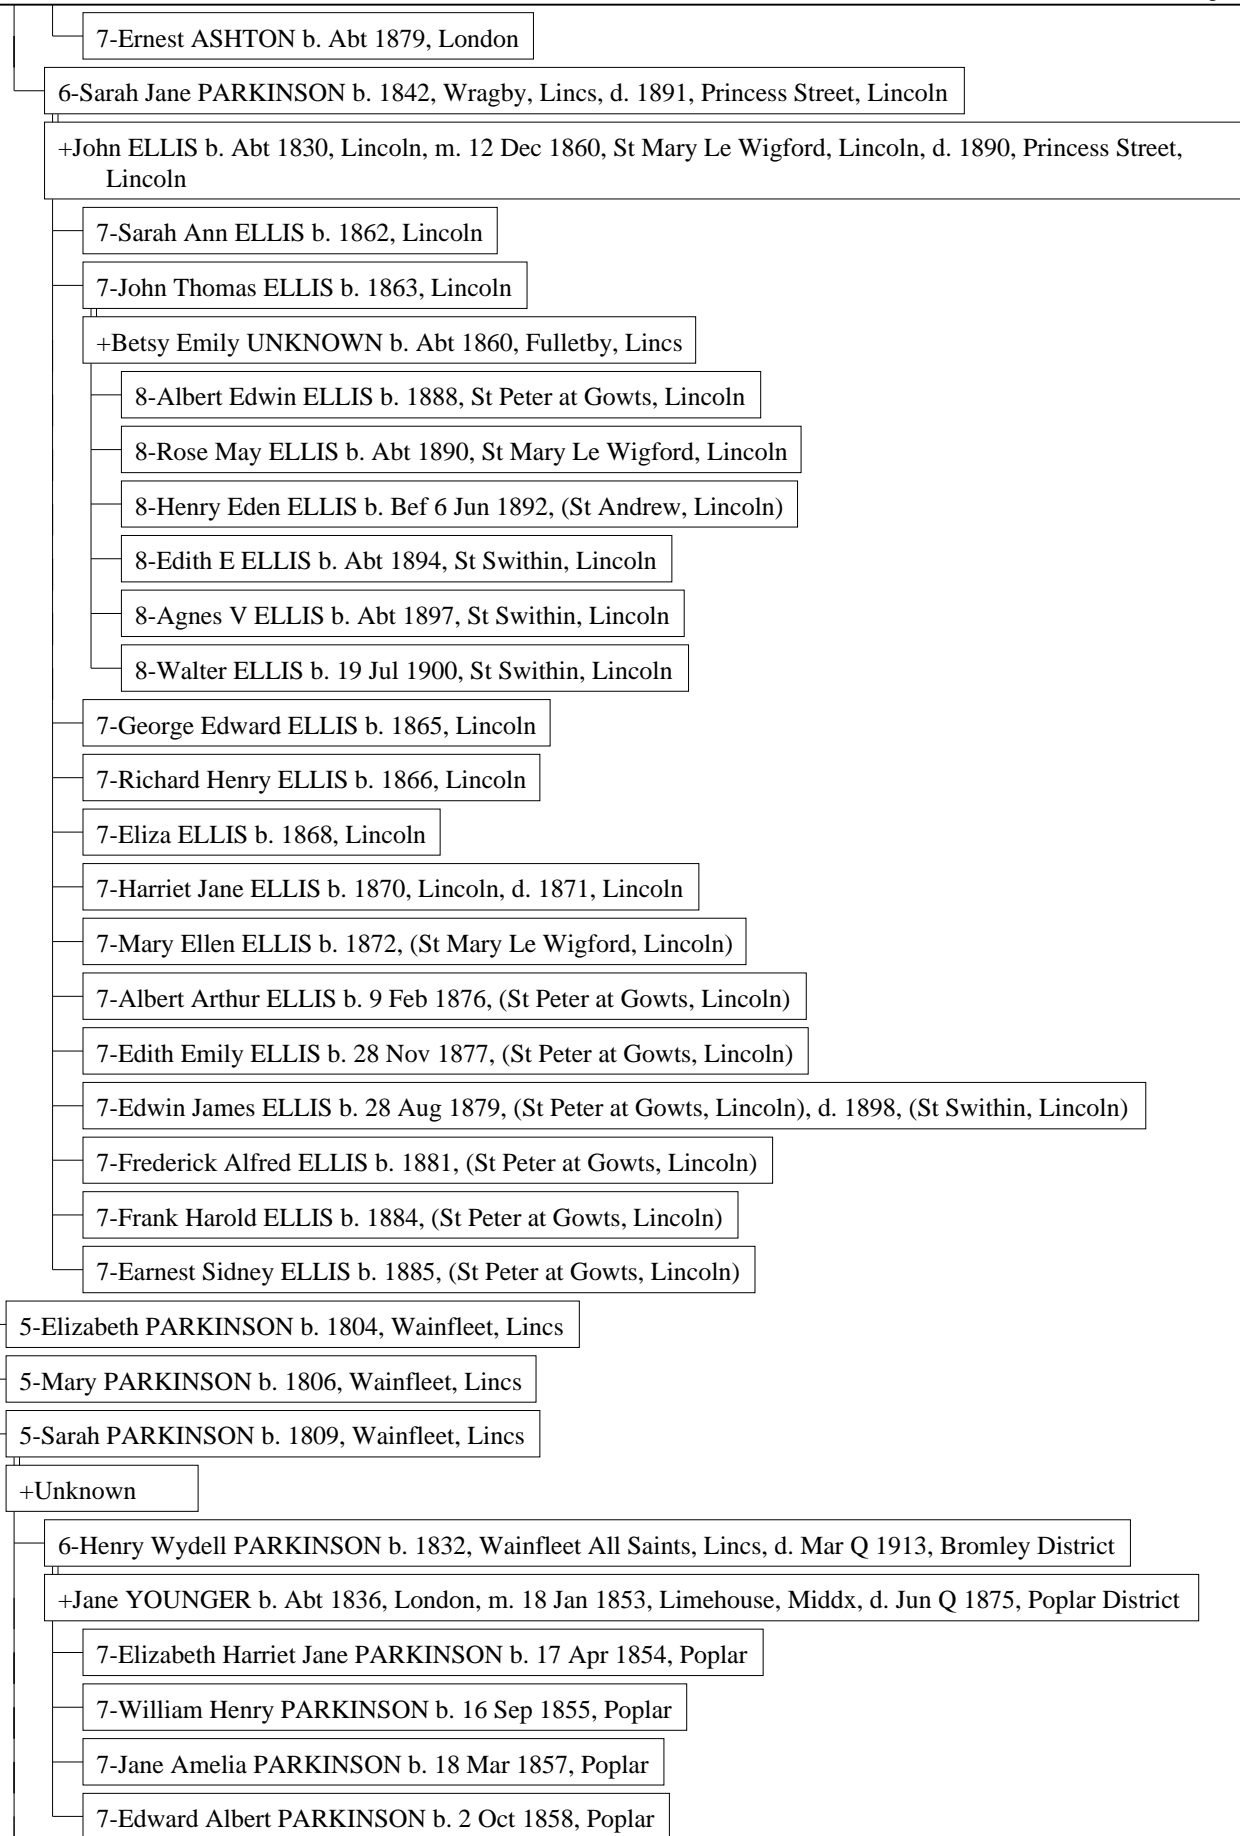 7-Ernest ASHTON b. Abt 1879, London
6-Sarah Jane PARKINSON b. 1842, Wragby, Lincs, d. 1891, Princess Street, Lincoln
+John ELLIS b. Abt 1830, Lincoln, m. 12 Dec 1860, St Mary Le Wigford, Lincoln, d. 1890, Princess Street,
Lincoln
7-Sarah Ann ELLIS b. 1862, Lincoln
7-John Thomas ELLIS b. 1863, Lincoln
+Betsy Emily UNKNOWN b. Abt 1860, Fulletby, Lincs
8-Albert Edwin ELLIS b. 1888, St Peter at Gowts, Lincoln
8-Rose May ELLIS b. Abt 1890, St Mary Le Wigford, Lincoln
8-Henry Eden ELLIS b. Bef 6 Jun 1892, (St Andrew, Lincoln)
8-Edith E ELLIS b. Abt 1894, St Swithin, Lincoln
8-Agnes V ELLIS b. Abt 1897, St Swithin, Lincoln
8-Walter ELLIS b. 19 Jul 1900, St Swithin, Lincoln
7-George Edward ELLIS b. 1865, Lincoln
7-Richard Henry ELLIS b. 1866, Lincoln
7-Eliza ELLIS b. 1868, Lincoln
7-Harriet Jane ELLIS b. 1870, Lincoln, d. 1871, Lincoln
7-Mary Ellen ELLIS b. 1872, (St Mary Le Wigford, Lincoln)
7-Albert Arthur ELLIS b. 9 Feb 1876, (St Peter at Gowts, Lincoln)
7-Edith Emily ELLIS b. 28 Nov 1877, (St Peter at Gowts, Lincoln)
7-Edwin James ELLIS b. 28 Aug 1879, (St Peter at Gowts, Lincoln), d. 1898, (St Swithin, Lincoln)
7-Frederick Alfred ELLIS b. 1881, (St Peter at Gowts, Lincoln)
7-Frank Harold ELLIS b. 1884, (St Peter at Gowts, Lincoln)
7-Earnest Sidney ELLIS b. 1885, (St Peter at Gowts, Lincoln)
5-Elizabeth PARKINSON b. 1804, Wainfleet, Lincs
5-Mary PARKINSON b. 1806, Wainfleet, Lincs
5-Sarah PARKINSON b. 1809, Wainfleet, Lincs
+Unknown
6-Henry Wydell PARKINSON b. 1832, Wainfleet All Saints, Lincs, d. Mar Q 1913, Bromley District
+Jane YOUNGER b. Abt 1836, London, m. 18 Jan 1853, Limehouse, Middx, d. Jun Q 1875, Poplar District
7-Elizabeth Harriet Jane PARKINSON b. 17 Apr 1854, Poplar
7-William Henry PARKINSON b. 16 Sep 1855, Poplar
7-Jane Amelia PARKINSON b. 18 Mar 1857, Poplar
7-Edward Albert PARKINSON b. 2 Oct 1858, Poplar